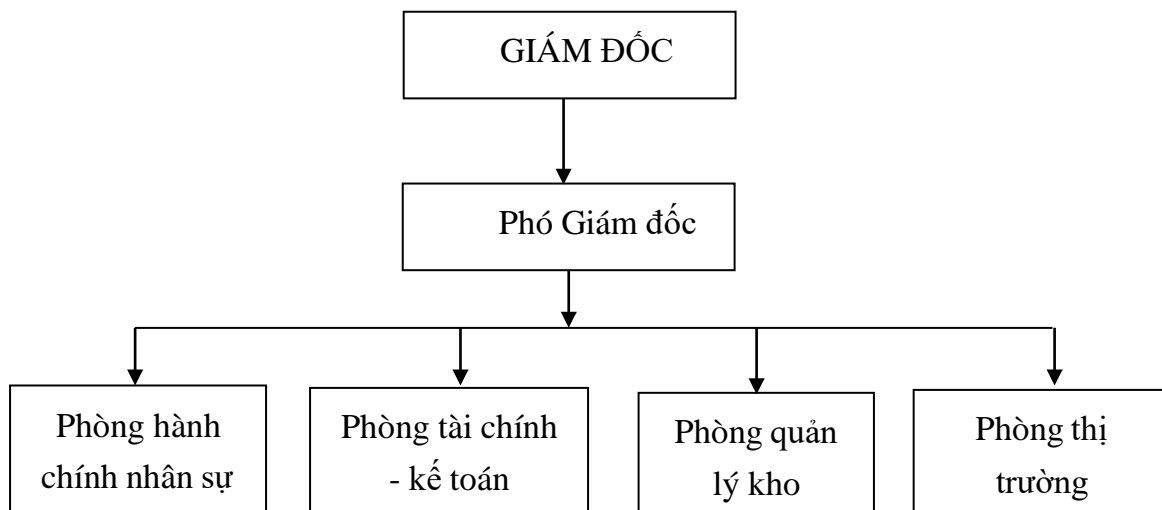 GIÁM ĐỐC
Phó Giám đốc
Phòng hành
chính nhân sự
Phòng tài chính
- kế toán
Phòng quản
lý kho
Phòng thị
trường